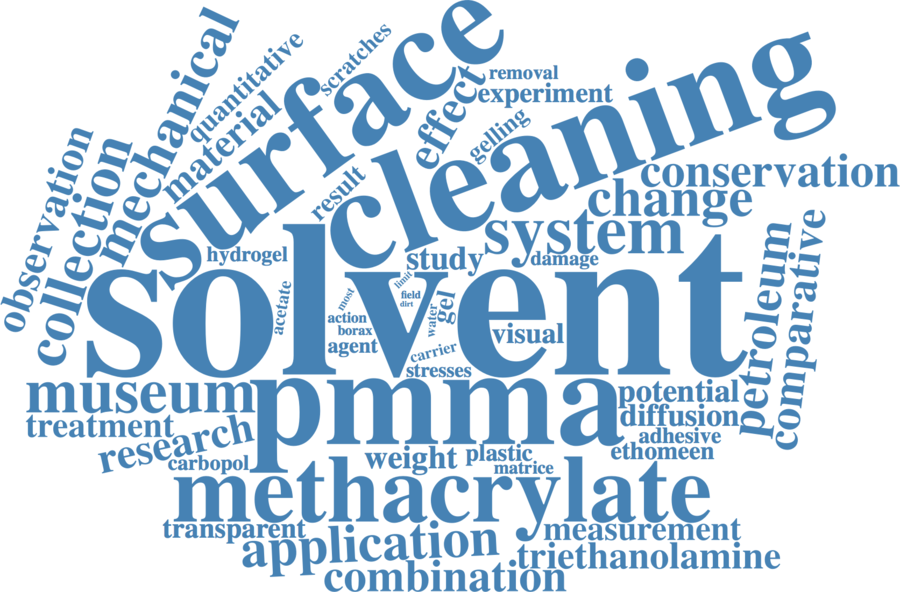 mechanical
quantitative
scratches
surface
removal
experiment
effect
gelling
cleaning
material
observation
collection
result
conservation
change
system
hydrogel
study
damage
solvent
limit
field
dirt
most
acetate
action
borax
agent
water
gel
visual
carrier
stresses
petroleum
comparative
museum
pmma
potential
treatment
diffusion
research
adhesive
carbopol
weight
plastic
ethomeen
matrice
methacrylate
transparent
measurement
application
triethanolamine
combination